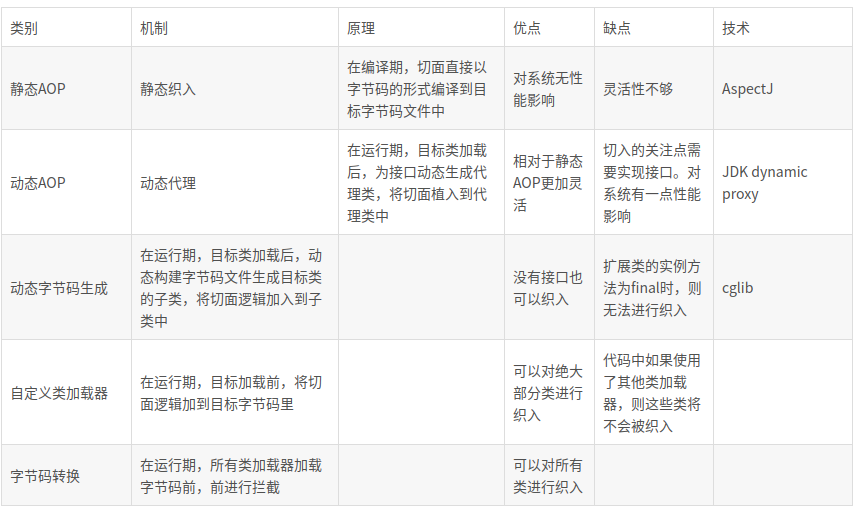 类别
机制
原理
优点
缺点
技术
静态AOP
静态织入
在编译期，切面直接以
字节码的形式编译到目
标字节码文件中
对系统无性
能影响
灵活性不够
AspectJ
动态AOP
动态代理
在运行期，目标类加载
后，为接口动态生成代
理类，将切面植入到代
理类中
相对于静态
AOP更加灵
活
切入的关注点需
要实现接口。对
系统有一点性能
影响
JDK dynamic
proxy
动态字节码生成
在运行期，目标类加载后，动
态构建字节码文件生成目标类
的子类，将切面逻辑加入到子
类中
没有接口也
可以织入
扩展类的实例方
法为final时，则
无法进行织入
cglib
自定义类加载器
在运行期，目标加载前，将切
面逻辑加到目标字节码里
可以对绝大
部分类进行
织入
代码中如果使用
了其他类加载
器，则这些类将
不会被织入
字节码转换
在运行期，所有类加载器加载
字节码前，前进行拦截
可以对所有
类进行织入